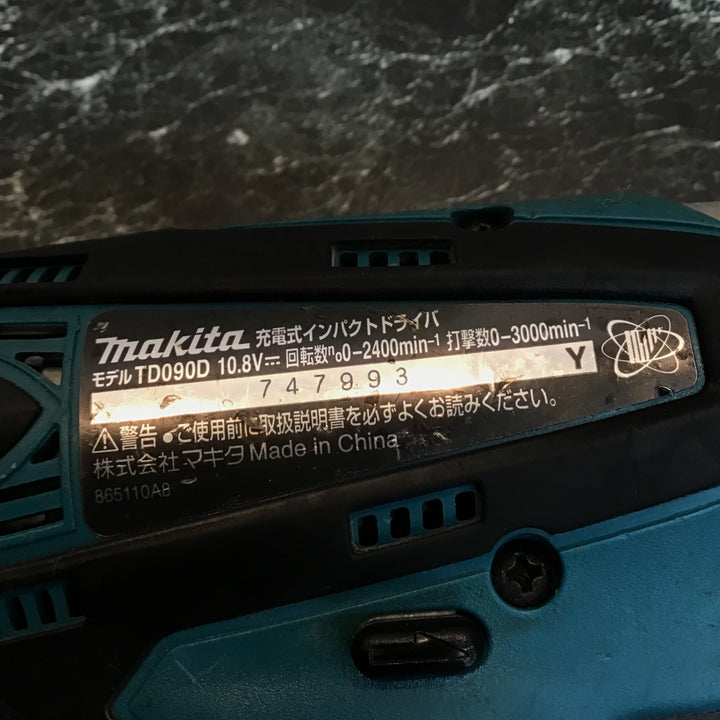 makita 充電式インパクトドライバ
モデル TD090D 10.8V 回転数n₀0-2400min⁻¹ 打撃数0-3000min⁻¹
747993 Y
⚠警告 ●ご使用前に取扱説明書を必ずよくお読みください。
株式会社 マキタ Made in China
865110A8